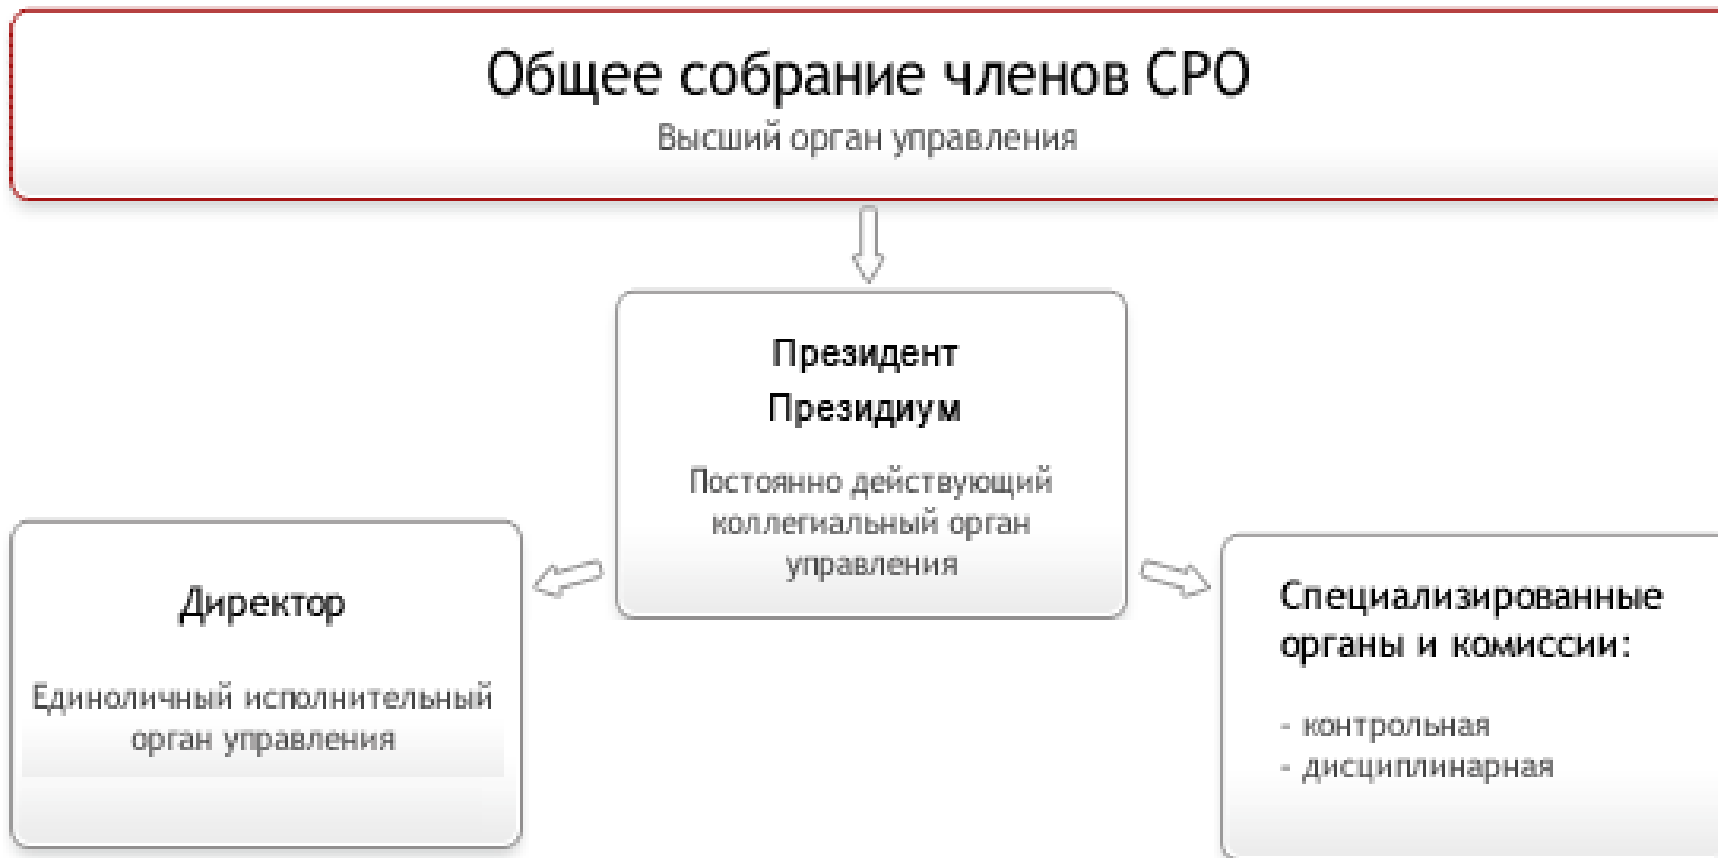 Общее собрание членов СРО
Высший орган управления
Президент
Президиум
Постоянно действующий
коллегиальный орган
управления
Директор
Единоличный исполнительный
орган управления
Специализированные
органы и комиссии:
- контрольная
- дисциплинарная